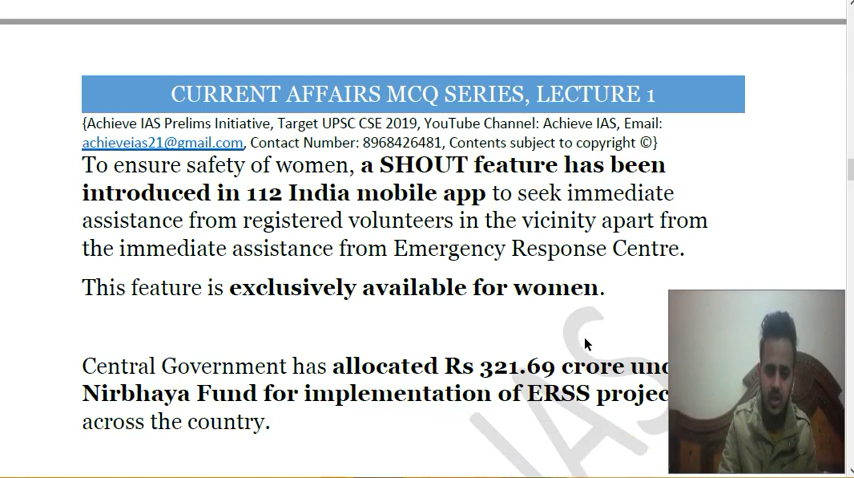 CURRENT AFFAIRS MCQ SERIES, LECTURE 1
{Achieve IAS Prelims Initiative, Target UPSC CSE 2019, YouTube Channel: Achieve IAS, Email:
achieveias21@gmail.com, Contact Number: 8968426481, Contents subject to copyright ©}
To ensure safety of women, a SHOUT feature has been
introduced in 112 India mobile app to seek immediate
assistance from registered volunteers in the vicinity apart from
the immediate assistance from Emergency Response Centre.
This feature is exclusively available for women.
Central Government has allocated Rs 321.69 crore
Nirbhaya Fund for implementation of ERSS
across the country.
IAS